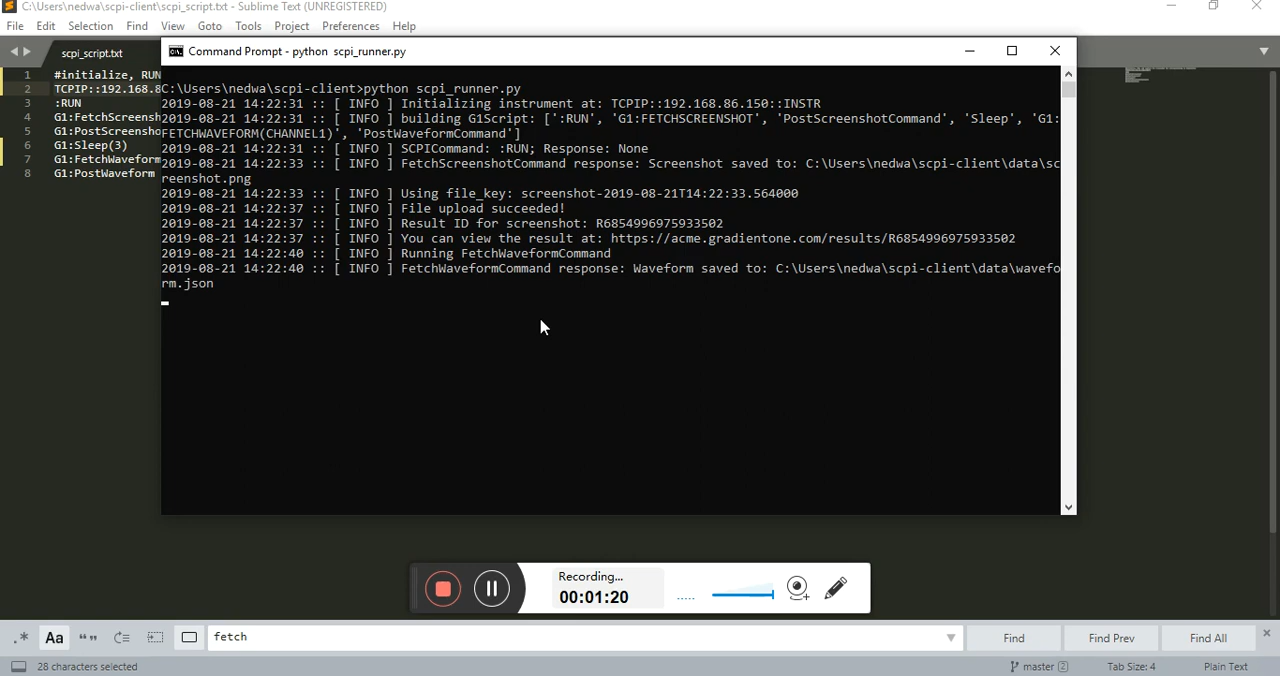 C:\Users\nedwa\scpi-client\scpi_script.txt - Sublime Text (UNREGISTERED)
File Edit Selection Find View Goto Tools Project Preferences Help
scpi_script.txt
1 #initialize, RUN
2 TCPIP::192.168.8
3 :RUN
4 G1:FetchScreensh
5 G1:PostScreensho
6 G1:Sleep(3)
7 G1:FetchWaveform
8 G1:PostWaveform
Command Prompt - python scpi_runner.py
C:\Users\nedwa\scpi-client>python scpi_runner.py
2019-08-21 14:22:31 :: [ INFO ] Initializing instrument at: TCPIP::192.168.86.150::INSTR
2019-08-21 14:22:31 :: [ INFO ] building G1Script: [':RUN', 'G1:FETCHSCREENSHOT', 'PostScreenshotCommand', 'Sleep', 'G1:
FETCHWAVEFORM(CHANNEL1)', 'PostWaveformCommand']
2019-08-21 14:22:31 :: [ INFO ] SCPICommand: :RUN; Response: None
2019-08-21 14:22:33 :: [ INFO ] FetchScreenshotCommand response: Screenshot saved to: C:\Users\nedwa\scpi-client\data\sc
reenshot.png
2019-08-21 14:22:33 :: [ INFO ] Using file_key: screenshot-2019-08-21T14:22:33.564000
2019-08-21 14:22:37 :: [ INFO ] File upload succeeded!
2019-08-21 14:22:37 :: [ INFO ] Result ID for screenshot: R6854996975933502
2019-08-21 14:22:37 :: [ INFO ] You can view the result at: https://acme.gradientone.com/results/R6854996975933502
2019-08-21 14:22:40 :: [ INFO ] Running FetchWaveformCommand
2019-08-21 14:22:40 :: [ INFO ] FetchWaveformCommand response: Waveform saved to: C:\Users\nedwa\scpi-client\data\wavefo
rm.json
Recording...
00:01:20
.* Aa “” fetch Find Find Prev Find All
28 characters selected master 2 Tab Size: 4 Plain Text